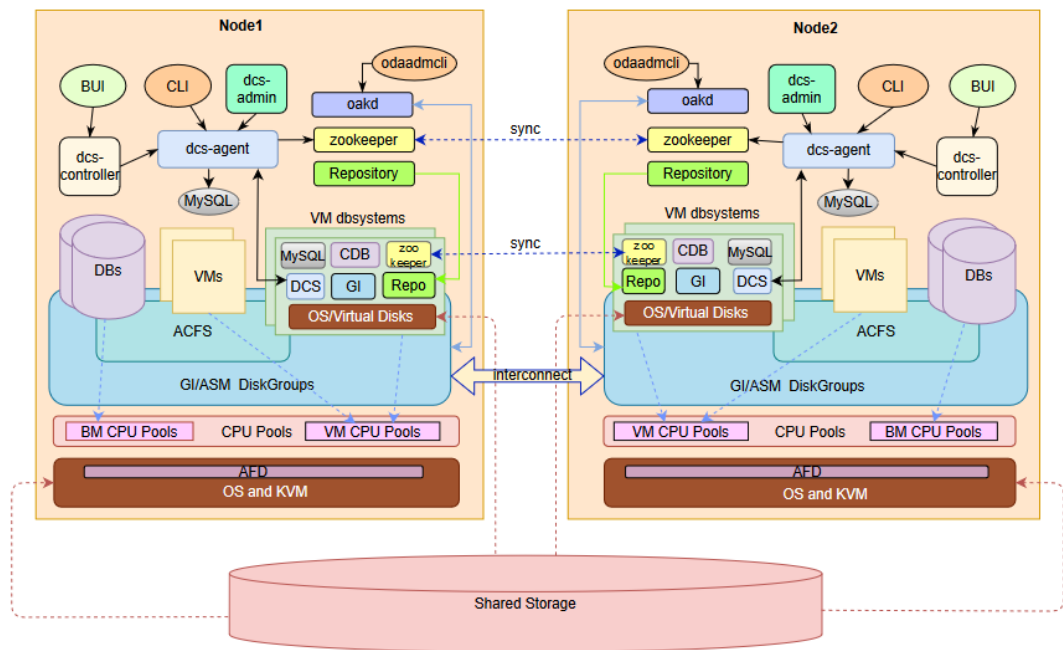 Node1
BUI
CLI
dcs-
admin
odaadmcli
oakd
dcs-
controller
dcs-agent
zookeeper
Repository
MySQL
VM dbsystems
MySQL
CDB
zoo
keeper
DCS
GI
Repo
OS/Virtual Disks
DBs
VMs
ACFS
GI/ASM DiskGroups
BM CPU Pools
CPU Pools
VM CPU Pools
AFD
OS and KVM
sync
sync
interconnect
Node2
odaadmcli
dcs-
admin
CLI
BUI
oakd
zookeeper
dcs-agent
dcs-
controller
Repository
MySQL
VM dbsystems
zoo
keeper
CDB
MySQL
Repo
GI
DCS
OS/Virtual Disks
VMs
DBs
ACFS
GI/ASM DiskGroups
VM CPU Pools
CPU Pools
BM CPU Pools
AFD
OS and KVM
Shared Storage